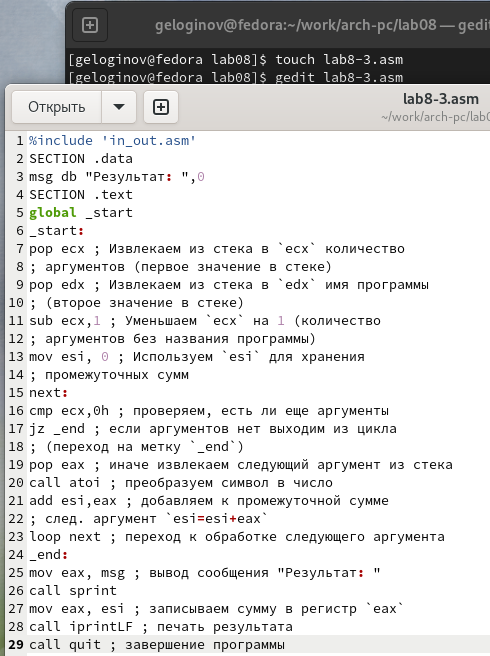 geloginov@fedora:~/work/arch-pc/lab08 — gedi
[geloginov@fedora lab08]$ touch lab8-3.asm
[geloginov@fedora lab08]$ gedit lab8-3.asm
Открыть
lab8-3.asm
~/work/arch-pc/lab0
1 %include 'in_out.asm'
2 SECTION .data
3 msg db "Результат: ",0
4 SECTION .text
5 global _start
6 _start:
7 pop ecx ; Извлекаем из стека в `ecx` количество
8 ; аргументов (первое значение в стеке)
9 pop edx ; Извлекаем из стека в `edx` имя программы
10 ; (второе значение в стеке)
11 sub ecx,1 ; Уменьшаем `ecx` на 1 (количество
12 ; аргументов без названия программы)
13 mov esi, 0 ; Используем `esi` для хранения
14 ; промежуточных сумм
15 next:
16 cmp ecx,0h ; проверяем, есть ли еще аргументы
17 jz _end ; если аргументов нет выходим из цикла
18 ; (переход на метку `_end`)
19 pop eax ; иначе извлекаем следующий аргумент из стека
20 call atoi ; преобразуем символ в число
21 add esi,eax ; добавляем к промежуточной сумме
22 ; след. аргумент `esi=esi+eax`
23 loop next ; переход к обработке следующего аргумента
24 _end:
25 mov eax, msg ; вывод сообщения "Результат: "
26 call sprint
27 mov eax, esi ; записываем сумму в регистр `eax`
28 call iprintLF ; печать результата
29 call quit ; завершение программы